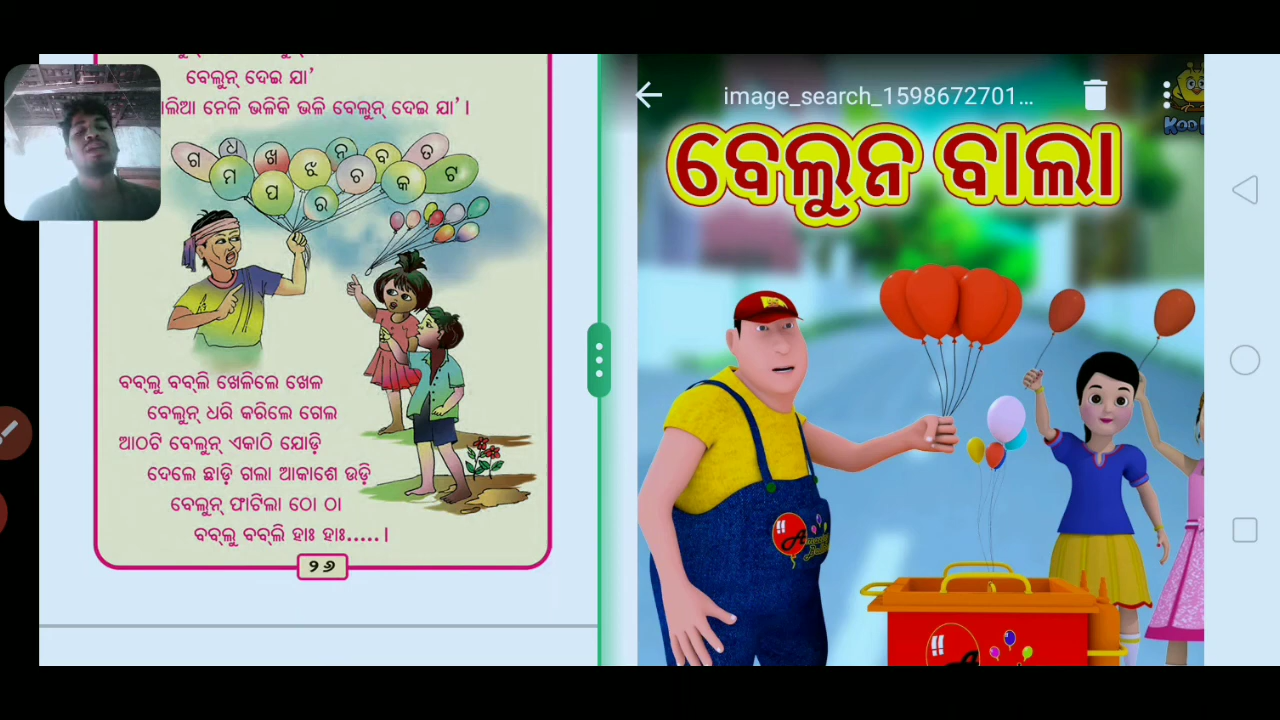 ବେଲୁନ୍ ଦେଇ ଯା’
ନେଳି ଭଳିକି ଭଳି ବେଲୁନ୍ ଦେଇ ଯା’।
ଗ ଧ ଖ ଝ ନ ବ ତ
ମ ପ ର ଚ କ ଟ
ବବ୍‌ଲୁ ବବ୍‌ଲି ଖେଳିଲେ ଖେଳ
ବେଲୁନ୍ ଧରି କରିଲେ ଗେଲ
ଆଠଟି ବେଲୁନ୍ ଏକାଠି ଯୋଡ଼ି
ଦେଲେ ଛାଡ଼ି ଗଲା ଆକାଶେ ଉଡ଼ି
ବେଲୁନ୍ ଫାଟିଲା ଠୋ ଠା
ବବ୍‌ଲୁ ବବ୍‌ଲି ହାଃ ହାଃ.....।
୨୬
image_search_1598672701...
ବେଲୁନ ବାଲା